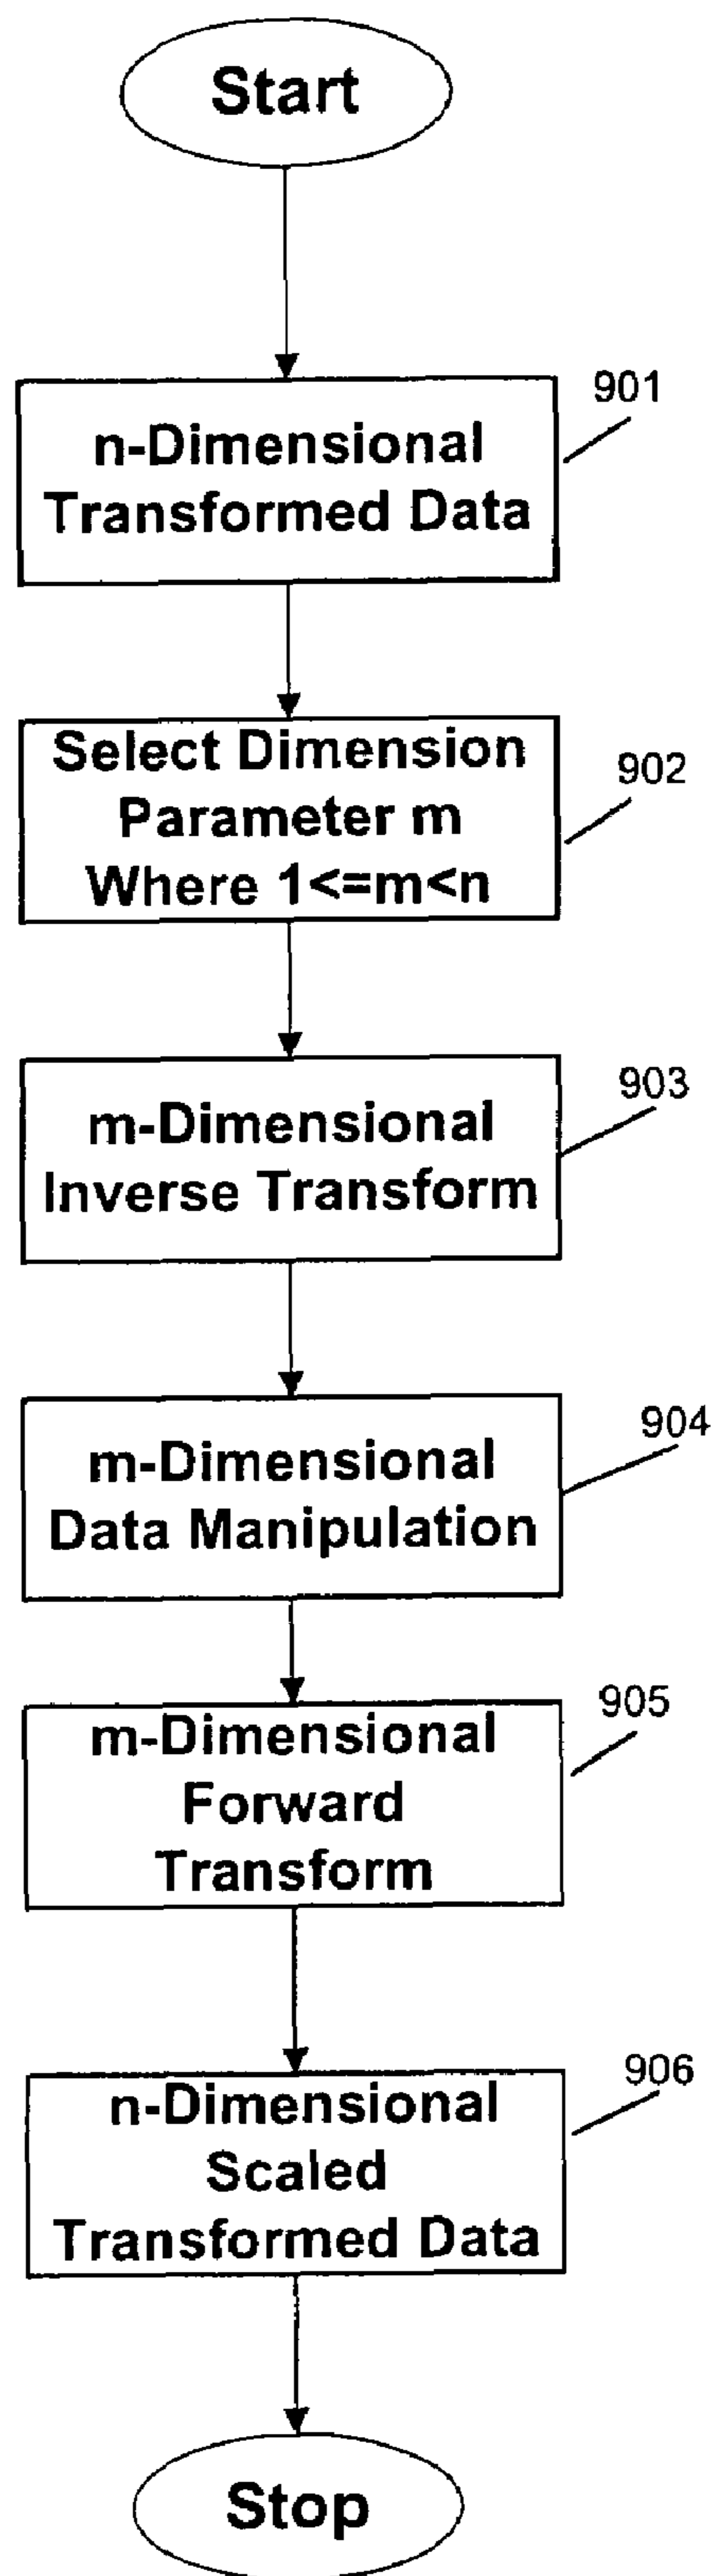 Start
901
n-Dimensional
Transformed Data
902
Select Dimension
Parameter m
Where 1<=m<n
903
m-Dimensional
Inverse Transform
904
m-Dimensional
Data Manipulation
905
m-Dimensional
Forward
Transform
906
n-Dimensional
Scaled
Transformed Data
Stop